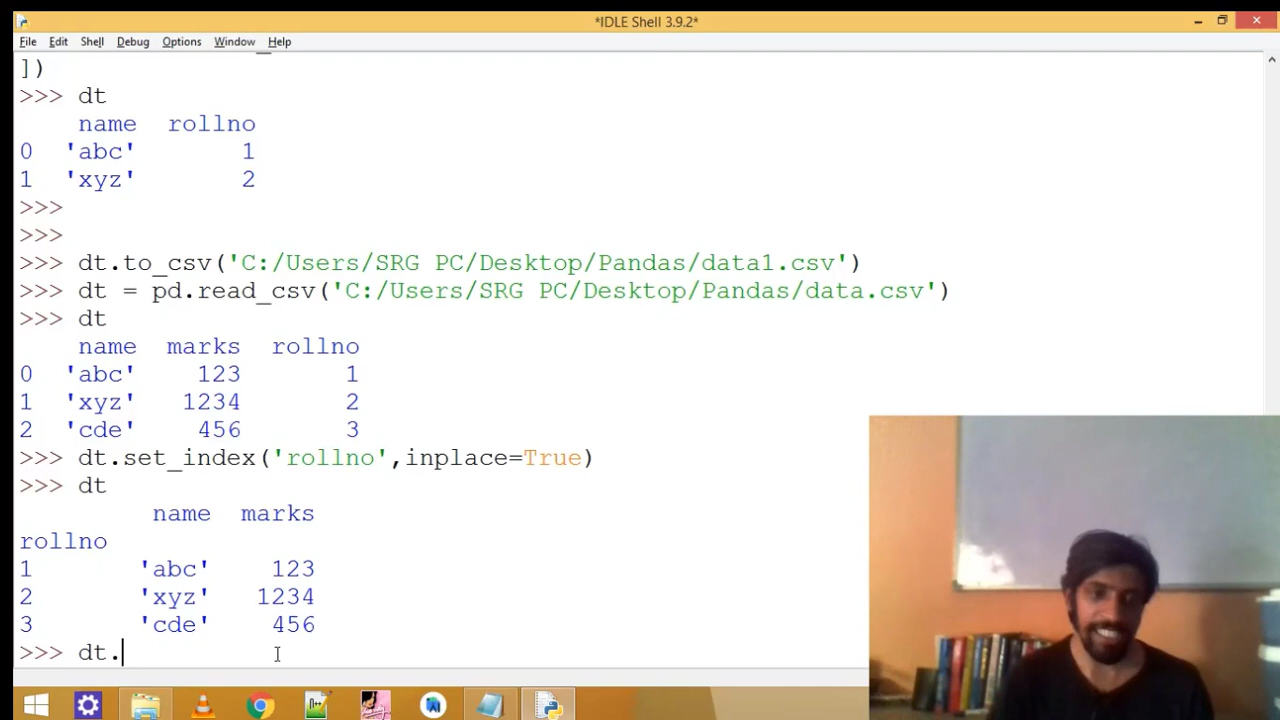 *IDLE Shell 3.9.2*
File Edit Shell Debug Options Window Help
])
>>> dt
name rollno
0 'abc' 1
1 'xyz' 2
>>>
>>>
>>> dt.to_csv('C:/Users/SRG PC/Desktop/Pandas/data1.csv')
>>> dt = pd.read_csv('C:/Users/SRG PC/Desktop/Pandas/data.csv')
>>> dt
name marks rollno
0 'abc' 123 1
1 'xyz' 1234 2
2 'cde' 456 3
>>> dt.set_index('rollno',inplace=True)
>>> dt
name marks
rollno
1 'abc' 123
2 'xyz' 1234
3 'cde' 456
>>> dt.